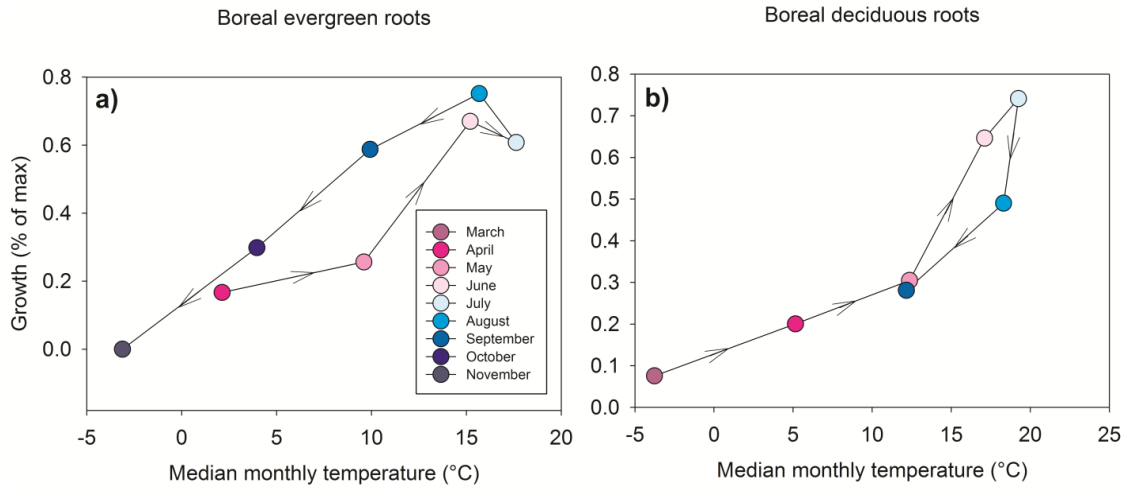 Boreal evergreen roots
Boreal deciduous roots
a)
0.8
0.6
0.4
0.2
0.0
Growth (% of max)
March
April
May
June
July
August
September
October
November
-5
0
5
10
15
20
Median monthly temperature (°C)
b)
0.8
0.7
0.6
0.5
0.4
0.3
0.2
0.1
0.0
-5
0
5
10
15
20
25
Median monthly temperature (°C)